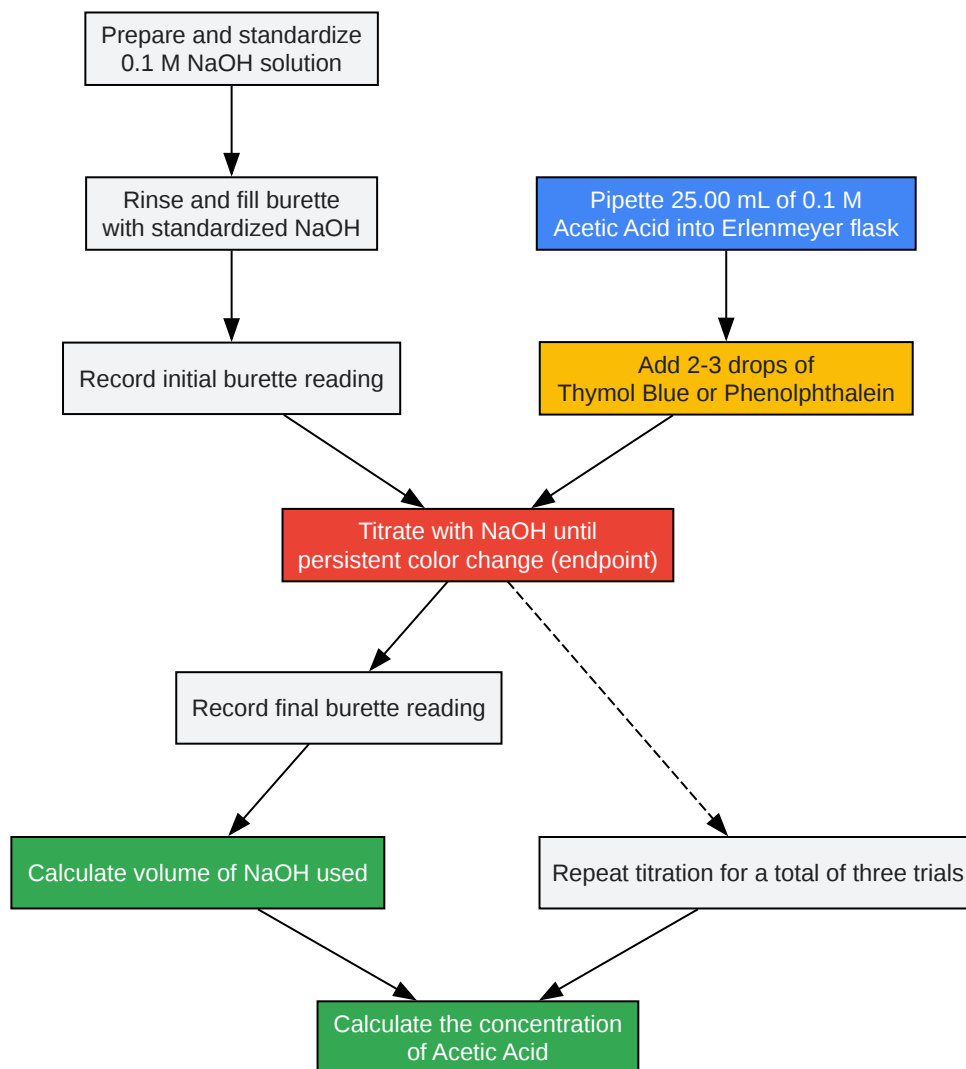 Prepare and standardize
0.1 M NaOH solution
Rinse and fill burette
with standardized NaOH
Pipette 25.00 mL of 0.1 M
Acetic Acid into Erlenmeyer flask
Record initial burette reading
Add 2-3 drops of
Thymol Blue or Phenolphthalein
Titrate with NaOH until
persistent color change (endpoint)
Record final burette reading
Calculate volume of NaOH used
Repeat titration for a total of three trials
Calculate the concentration
of Acetic Acid